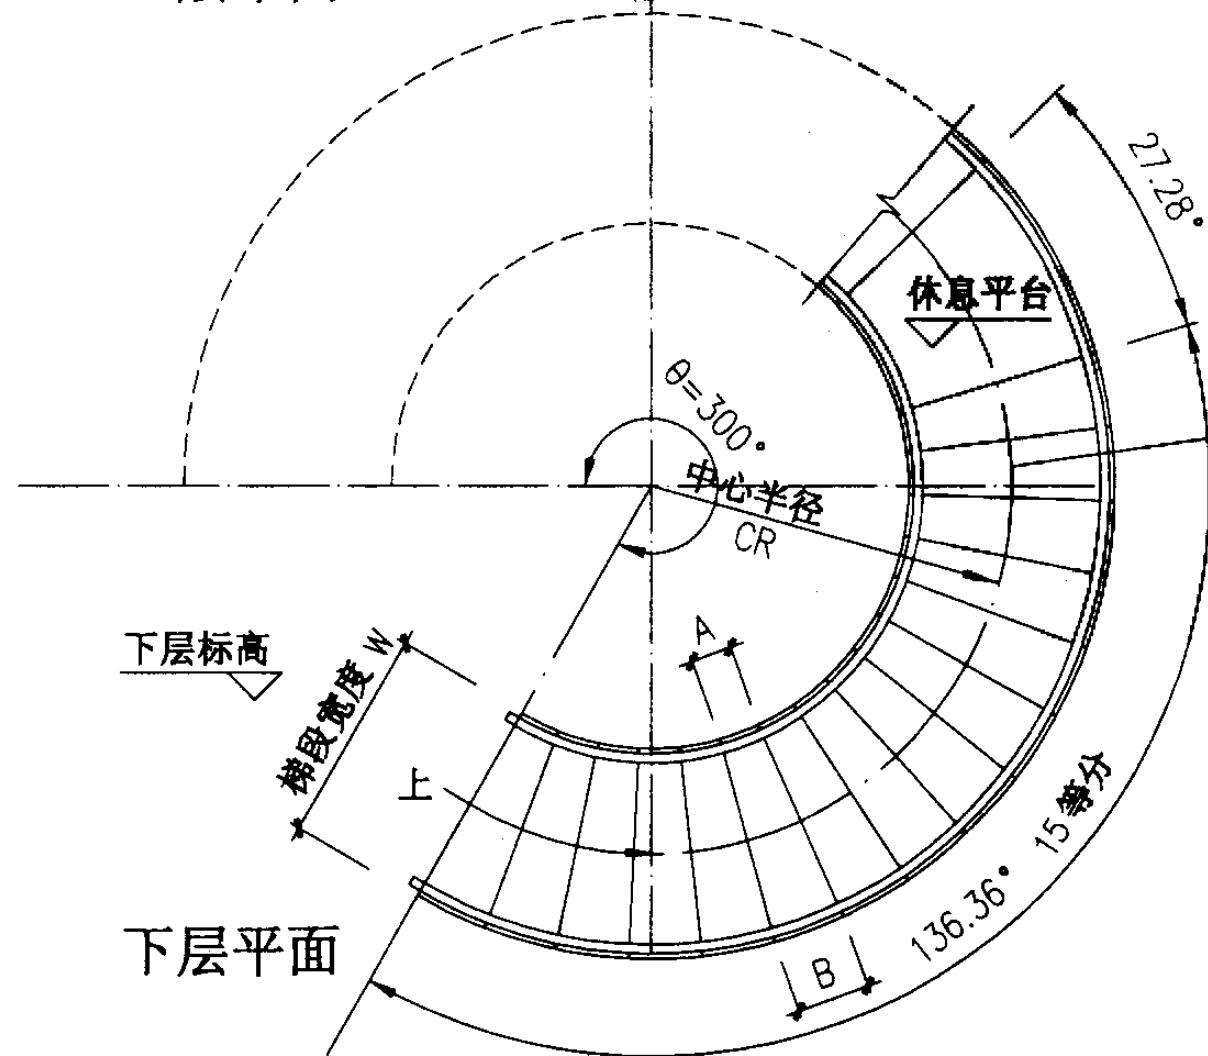 27.28°
休息平台
θ=300°
中心半径
CR
下层标高
梯段宽度 W
A
上
15等分
136.36°
B
下层平面